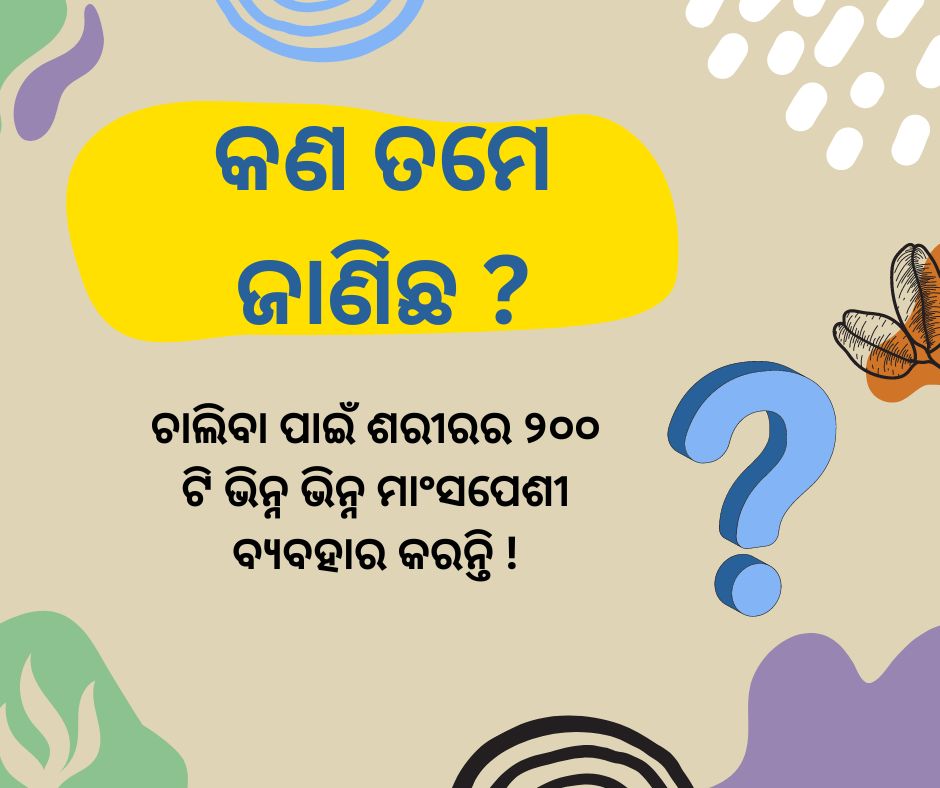 କଣ ତମେ
ଜାଣିଛ ?
ଚାଲିବା ପାଇଁ ଶରୀରର ୨୦୦
ଟି ଭିନ୍ନ ଭିନ୍ନ ମାଂସପେଶୀ
ବ୍ୟବହାର କରନ୍ତି !